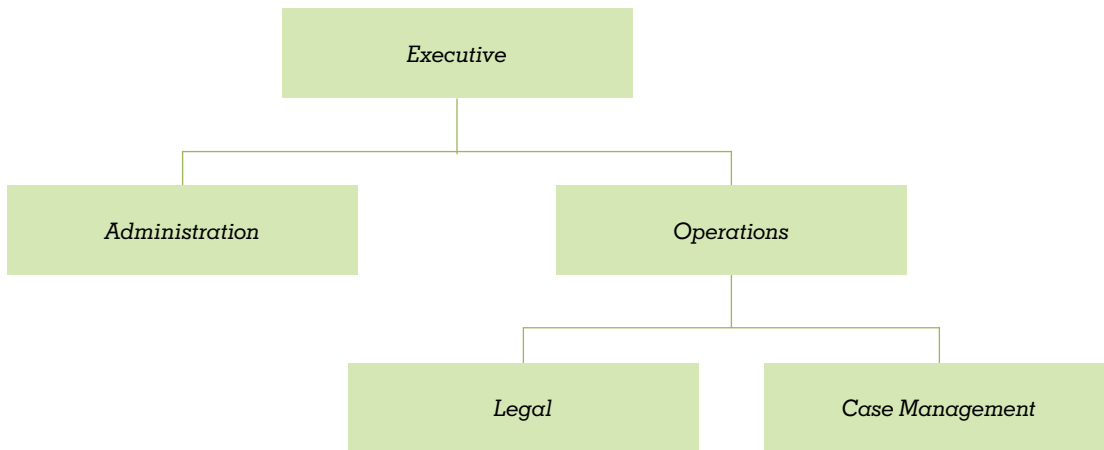 Executive
Administration
Operations
Legal
Case Management